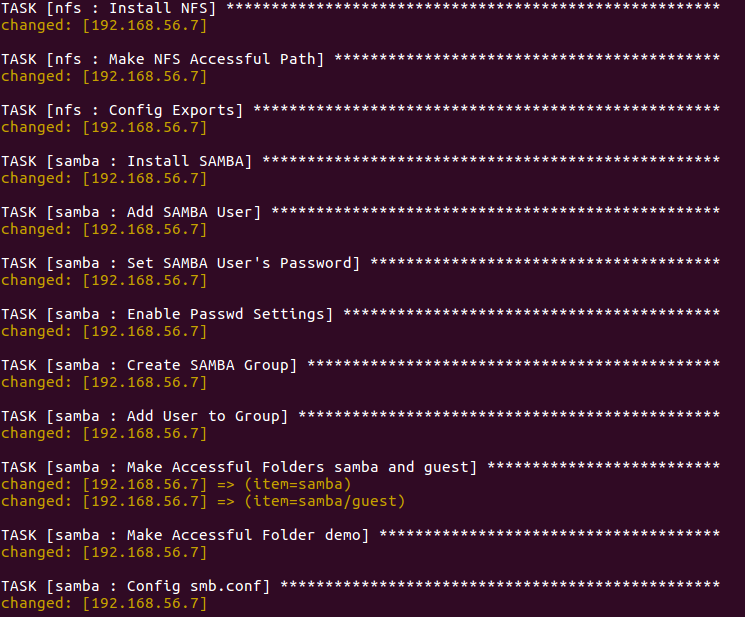 TASK [nfs : Install NFS] *******************************************************
changed: [192.168.56.7]
TASK [nfs : Make NFS Accessful Path] *******************************************
changed: [192.168.56.7]
TASK [nfs : Config Exports] ****************************************************
changed: [192.168.56.7]
TASK [samba : Install SAMBA] ***************************************************
changed: [192.168.56.7]
TASK [samba : Add SAMBA User] **************************************************
changed: [192.168.56.7]
TASK [samba : Set SAMBA User's Password] ***************************************
changed: [192.168.56.7]
TASK [samba : Enable Passwd Settings] ******************************************
changed: [192.168.56.7]
TASK [samba : Create SAMBA Group] **********************************************
changed: [192.168.56.7]
TASK [samba : Add User to Group] ***********************************************
changed: [192.168.56.7]
TASK [samba : Make Accessful Folders samba and guest] **************************
changed: [192.168.56.7] => (item=samba)
changed: [192.168.56.7] => (item=samba/guest)
TASK [samba : Make Accessful Folder demo] **************************************
changed: [192.168.56.7]
TASK [samba : Config smb.conf] *************************************************
changed: [192.168.56.7]